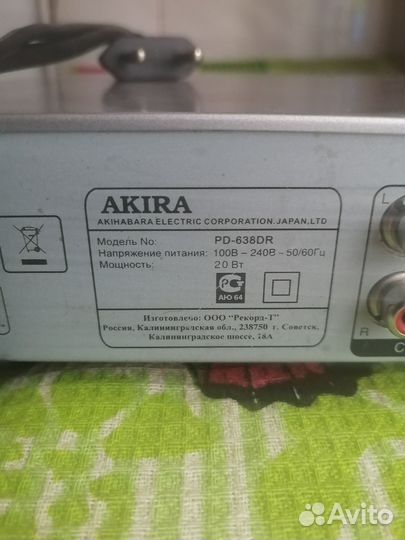 AKIRA
AKIHABARA ELECTRIC CORPORATION.JAPAN,LTD
Модель No: PD-638DR
Напряжение питания: 100В – 240В ~ 50/60Гц
Мощность: 20 Вт
АЮ 64
Изготовлено: ООО "Рекорд-Т"
Россия, Калининградская обл., 238750 г. Советск,
Калининградское шоссе, 18А
L
R
Avito